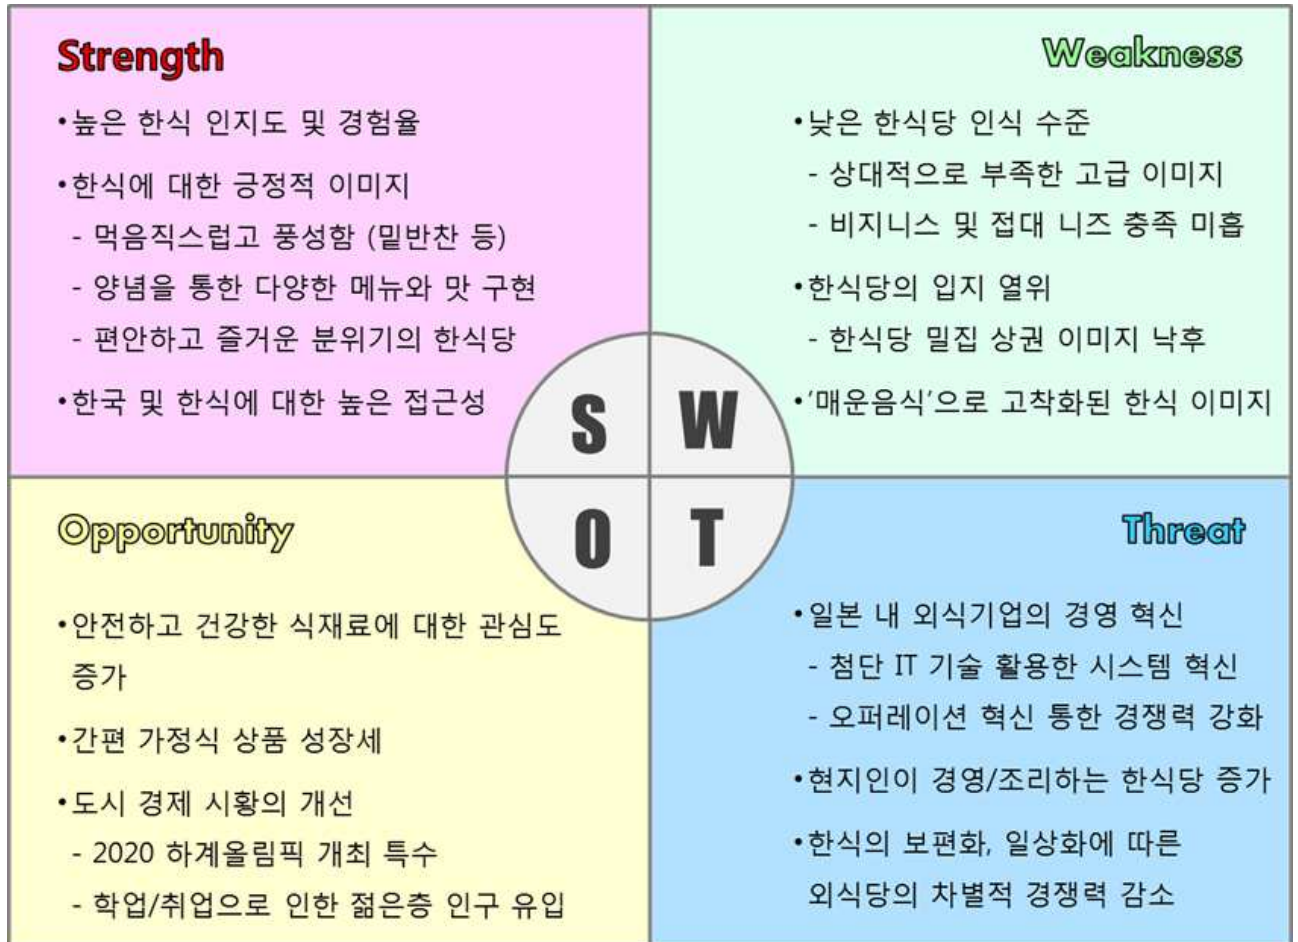 Strength
•높은 한식 인지도 및 경험율
•한식에 대한 긍정적 이미지
- 먹음직스럽고 풍성함 (밑반찬 등)
- 양념을 통한 다양한 메뉴와 맛 구현
- 편안하고 즐거운 분위기의 한식당
•한국 및 한식에 대한 높은 접근성
Weakness
•낮은 한식당 인식 수준
- 상대적으로 부족한 고급 이미지
- 비지니스 및 접대 니즈 충족 미흡
•한식당의 입지 열위
- 한식당 밀집 상권 이미지 낙후
•'매운음식'으로 고착화된 한식 이미지
S
W
O
T
Opportunity
•안전하고 건강한 식재료에 대한 관심도
증가
•간편 가정식 상품 성장세
•도시 경제 시황의 개선
- 2020 하계올림픽 개최 특수
- 학업/취업으로 인한 젊은층 인구 유입
Threat
•일본 내 외식기업의 경영 혁신
- 첨단 IT 기술 활용한 시스템 혁신
- 오퍼레이션 혁신 통한 경쟁력 강화
•현지인이 경영/조리하는 한식당 증가
•한식의 보편화, 일상화에 따른
외식당의 차별적 경쟁력 감소